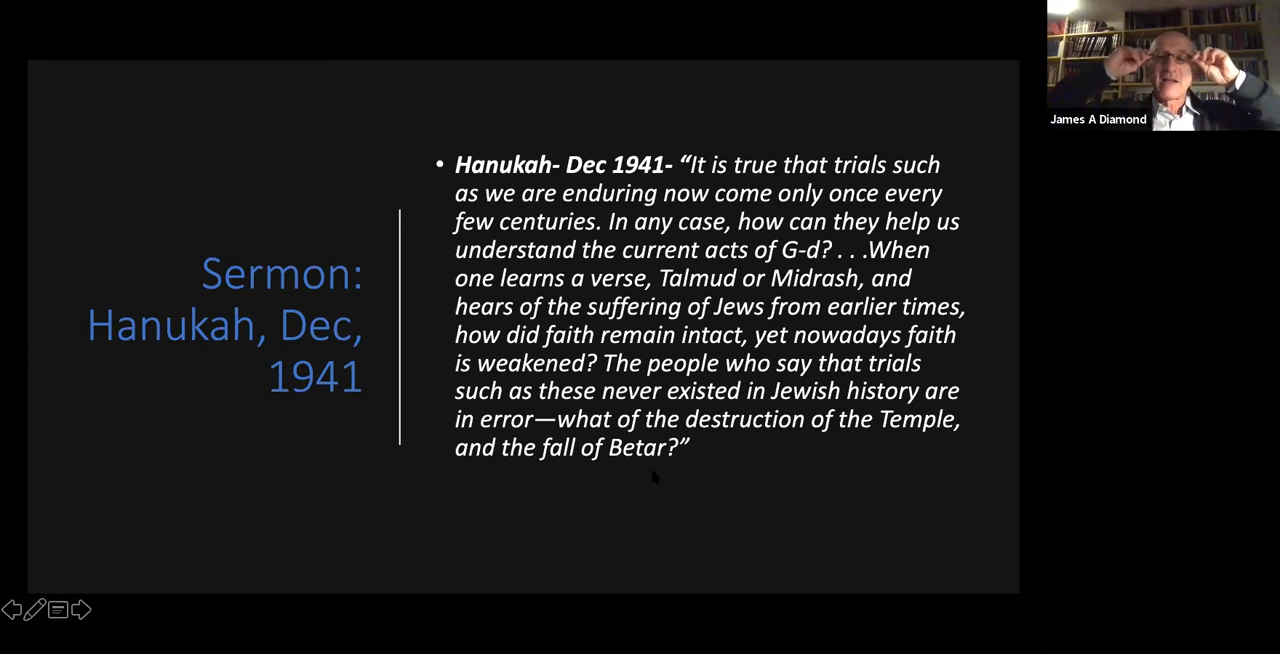 Sermon:
Hanukah, Dec,
1941
• Hanukah- Dec 1941- “It is true that trials such
as we are enduring now come only once every
few centuries. In any case, how can they help us
understand the current acts of G-d? . . .When
one learns a verse, Talmud or Midrash, and
hears of the suffering of Jews from earlier times,
how did faith remain intact, yet nowadays faith
is weakened? The people who say that trials
such as these never existed in Jewish history are
in error—what of the destruction of the Temple,
and the fall of Betar?”
James A Diamond